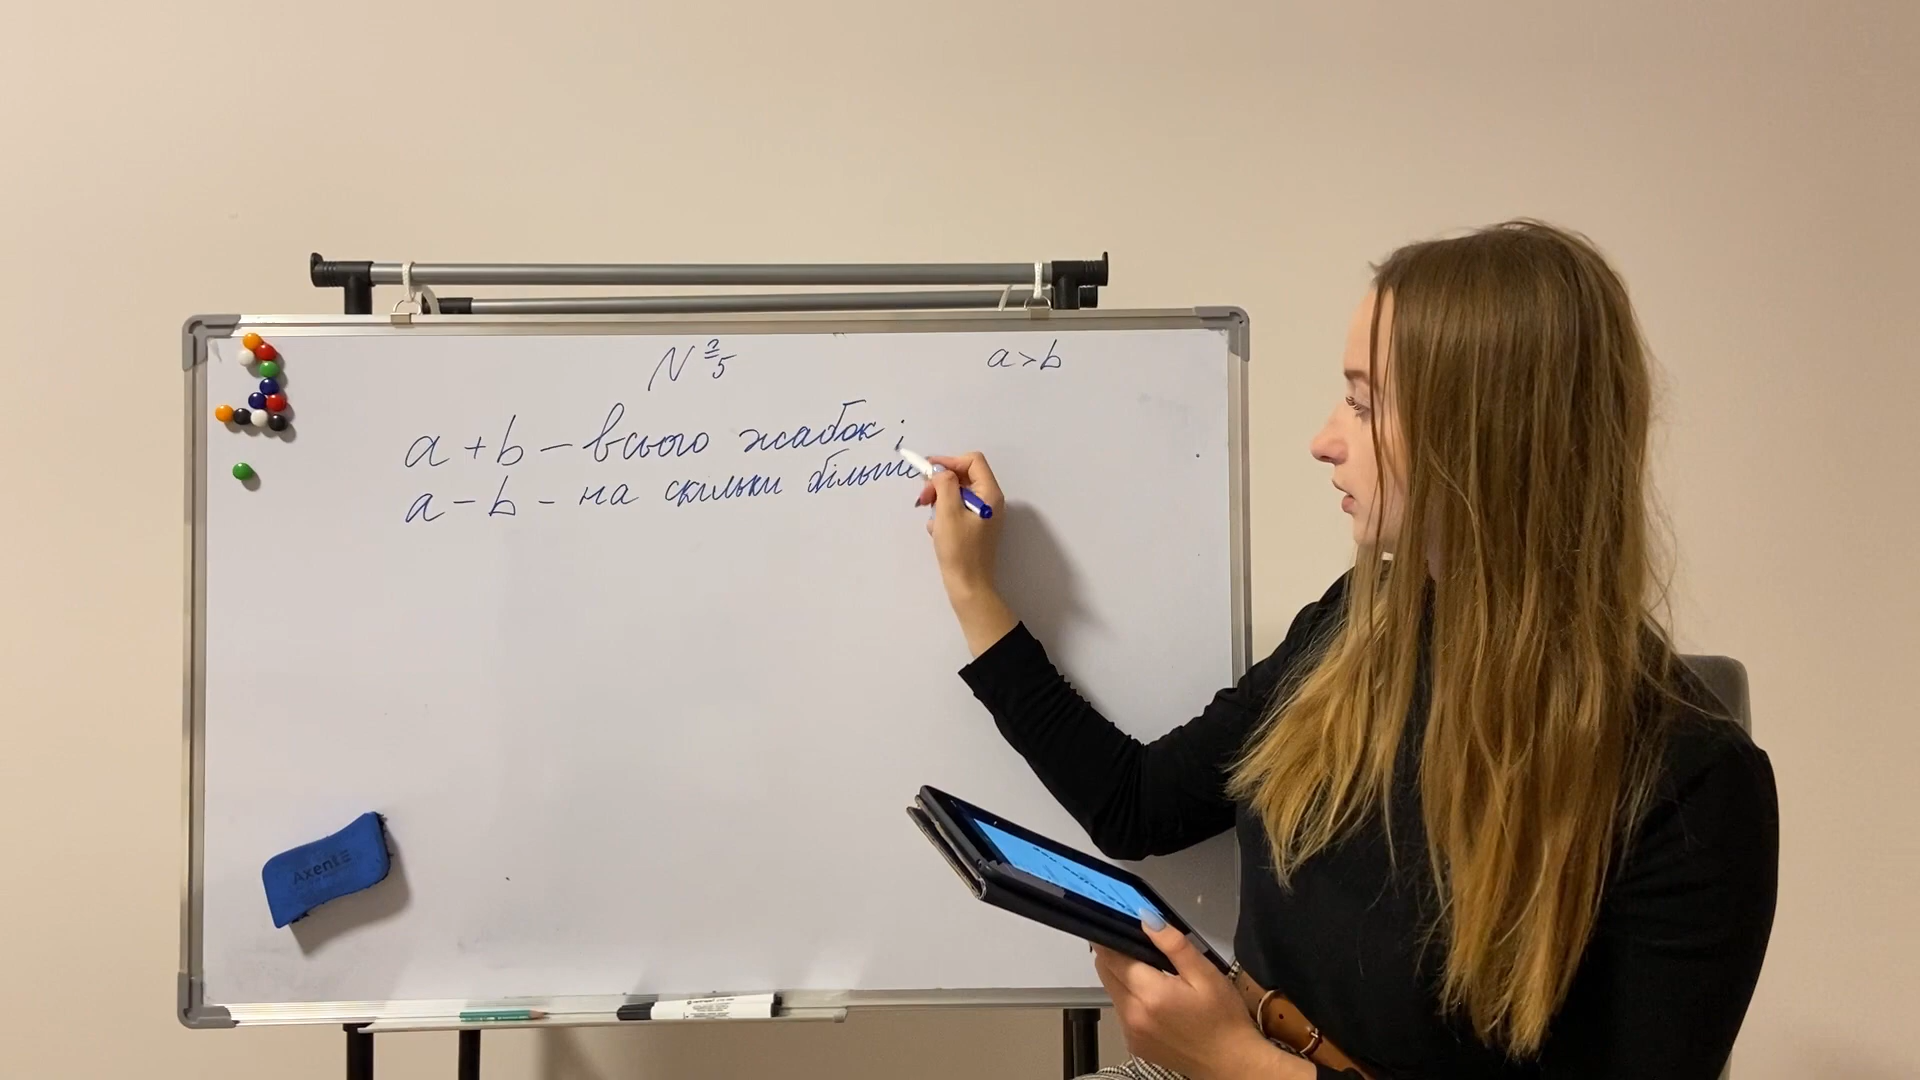 №5
a>b
a + b – всього жабок;
a – b – на скільки більше
AxenT